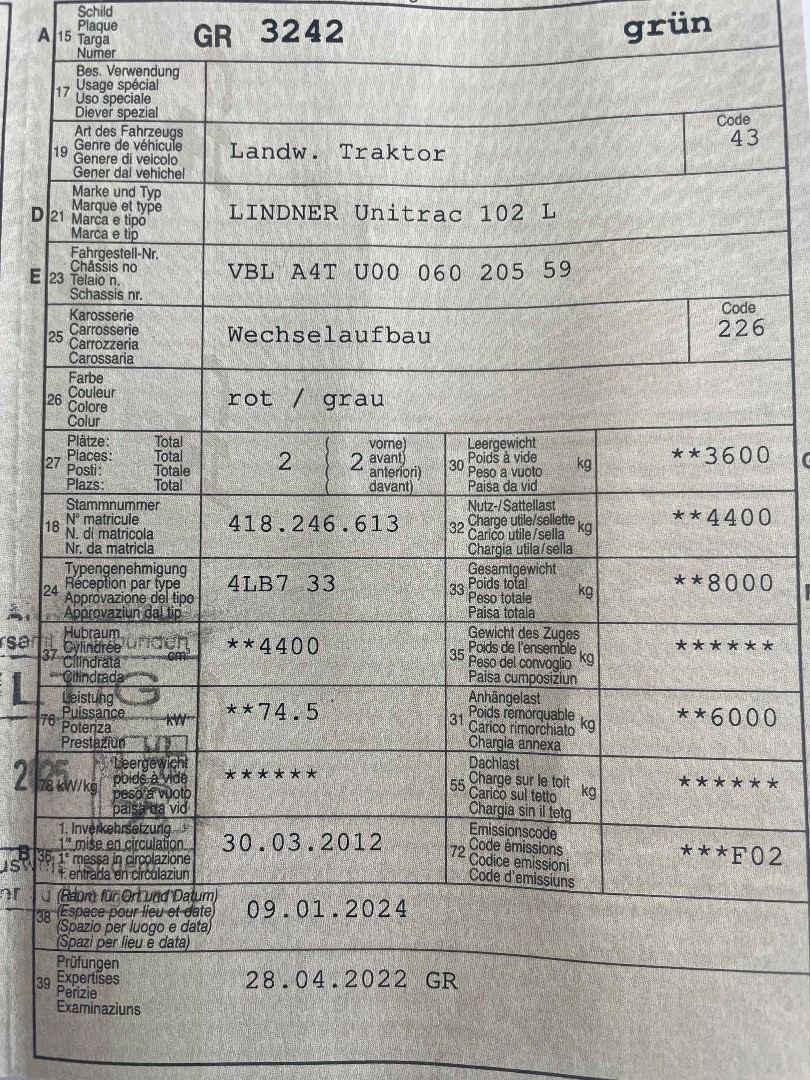 A 15 Schild
Plaque
Targa
Numer
GR 3242 grün
17 Bes. Verwendung
Usage spécial
Uso speciale
Diever spezial
19 Art des Fahrzeugs
Genre de véhicule
Genere di veicolo
Gener dal vehichel
Landw. Traktor
Code
43
D 21 Marke und Typ
Marque et type
Marca e tipo
Marca e tip
LINDNER Unitrac 102 L
E 23 Fahrgestell-Nr.
Châssis no
Telaio n.
Schassis nr.
VBL A4T U00 060 205 59
25 Karosserie
Carrosserie
Carrozzeria
Carossaria
Wechselaufbau
Code
226
26 Farbe
Couleur
Colore
Colur
rot / grau
27 Plätze: Total
Places: Total
Posti: Totale
Plazs: Total
2 ( 2 vorne)
avant)
anteriori)
davant)
30 Leergewicht
Poids à vide
Peso a vuoto
Paisa da vid
kg
**3600
18 Stammnummer
N° matricule
N. di matricola
Nr. da matricla
418.246.613
32 Nutz-/Sattellast
Charge utile/sellette
Carico utile/sella
Chargia utila/sella
kg
**4400
24 Typengenehmigung
Réception par type
Approvazione del tipo
Approvaziun dal tip
4LB7 33
33 Gesamtgewicht
Poids total
Peso totale
Paisa totala
kg
**8000
37 Hubraum
Cylindrée
Cilindrata
Cilindrada
cm³
**4400
35 Gewicht des Zuges
Poids de l'ensemble
Peso del convoglio
Paisa cumposiziun
kg
******
76 Leistung
Puissance
Potenza
Prestaziun
kW
**74.5
31 Anhängelast
Poids remorquable
Carico rimorchiato
Chargia annexa
kg
**6000
78 kW/kg Leergewicht
poids à vide
peso a vuoto
paisa da vid
******
55 Dachlast
Charge sur le toit
Carico sul tetto
Chargia sin il tetg
kg
******
B 36 1. Inverkehrsetzung
1re mise en circulation
1a messa in circolazione
1. entrada en circulaziun
30.03.2012
72 Emissionscode
Code émissions
Codice emissioni
Code d'emissiuns
***F02
38 (Raum für Ort und Datum)
(Espace pour lieu et date)
(Spazio per luogo e data)
(Spazi per lieu e data)
09.01.2024
39 Prüfungen
Expertises
Perizie
Examinaziuns
28.04.2022 GR